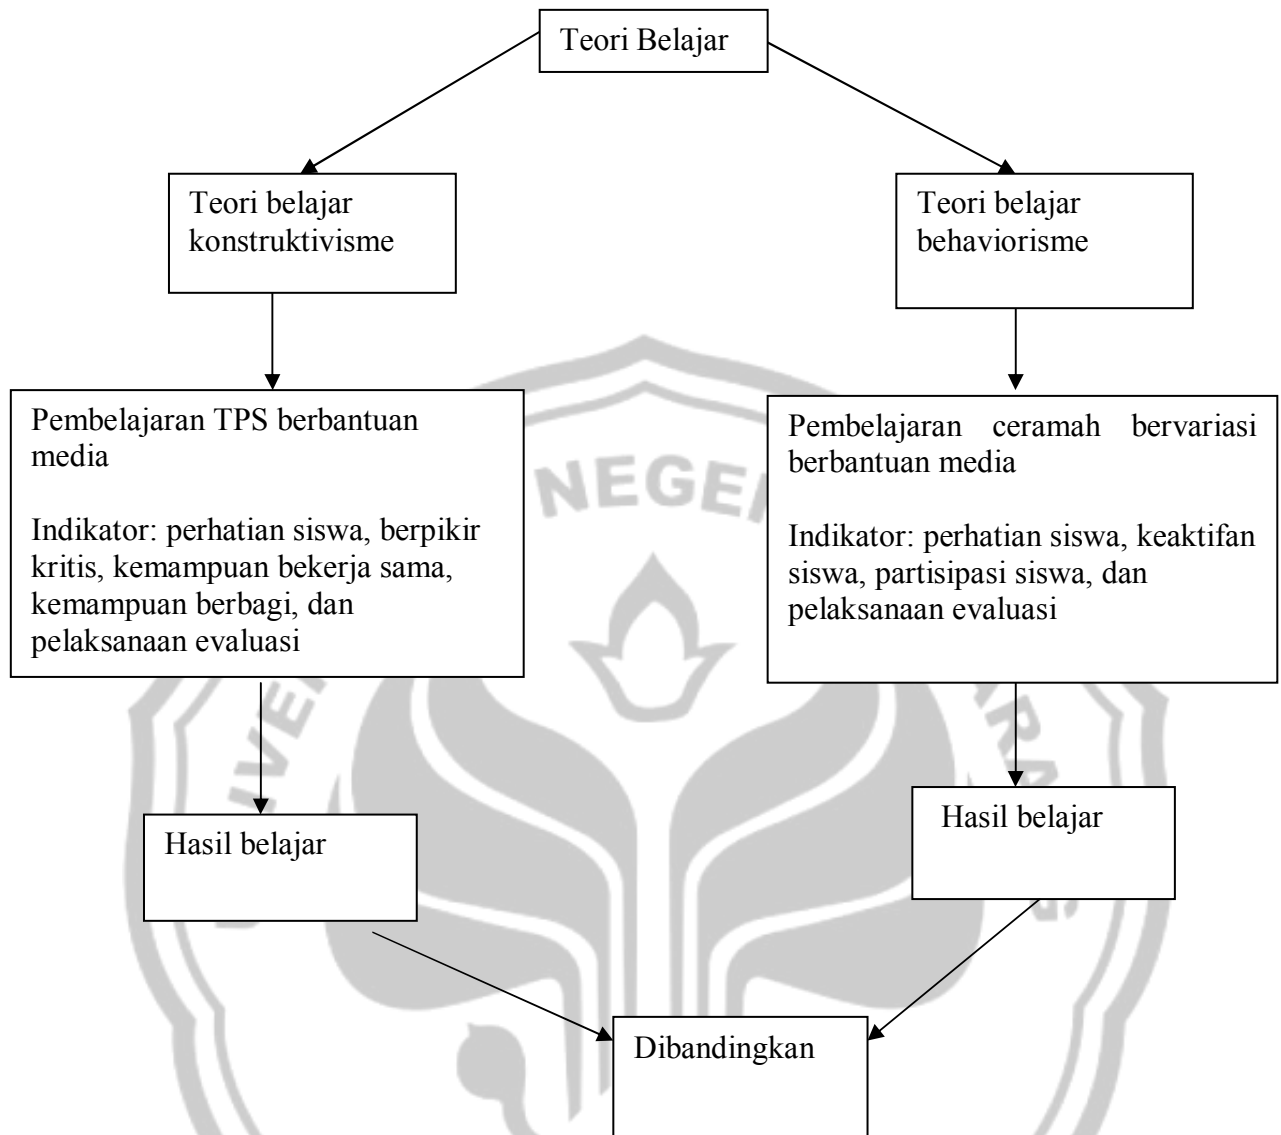 Teori Belajar
Teori belajar
konstruktivisme
Teori belajar
behaviorisme
Pembelajaran TPS berbantuan
media
Indikator: perhatian siswa, berpikir
kritis, kemampuan bekerja sama,
kemampuan berbagi, dan
pelaksanaan evaluasi
Pembelajaran ceramah bervariasi
berbantuan media
Indikator: perhatian siswa, keaktifan
siswa, partisipasi siswa, dan
pelaksanaan evaluasi
Hasil belajar
Hasil belajar
Dibandingkan